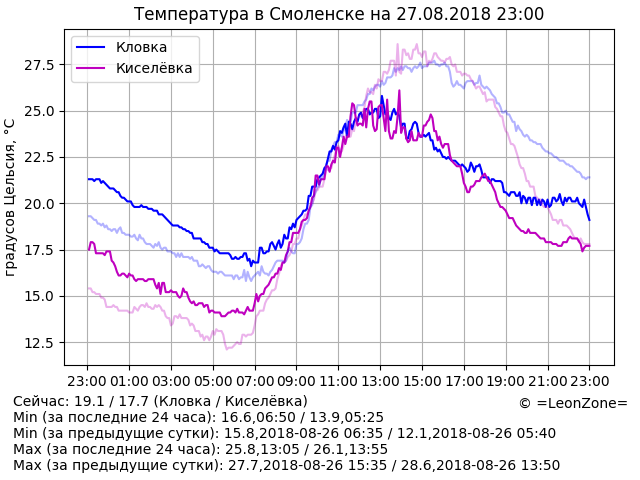 Температура в Смоленске на 27.08.2018 23:00
Кловка
Киселёвка
градусов Цельсия, °C
27.5
25.0
22.5
20.0
17.5
15.0
12.5
23:00 01:00 03:00 05:00 07:00 09:00 11:00 13:00 15:00 17:00 19:00 21:00 23:00
Сейчас: 19.1 / 17.7 (Кловка / Киселёвка)
© =LeonZone=
Min (за последние 24 часа): 16.6,06:50 / 13.9,05:25
Min (за предыдущие сутки): 15.8,2018-08-26 06:35 / 12.1,2018-08-26 05:40
Max (за последние 24 часа): 25.8,13:05 / 26.1,13:55
Max (за предыдущие сутки): 27.7,2018-08-26 15:35 / 28.6,2018-08-26 13:50